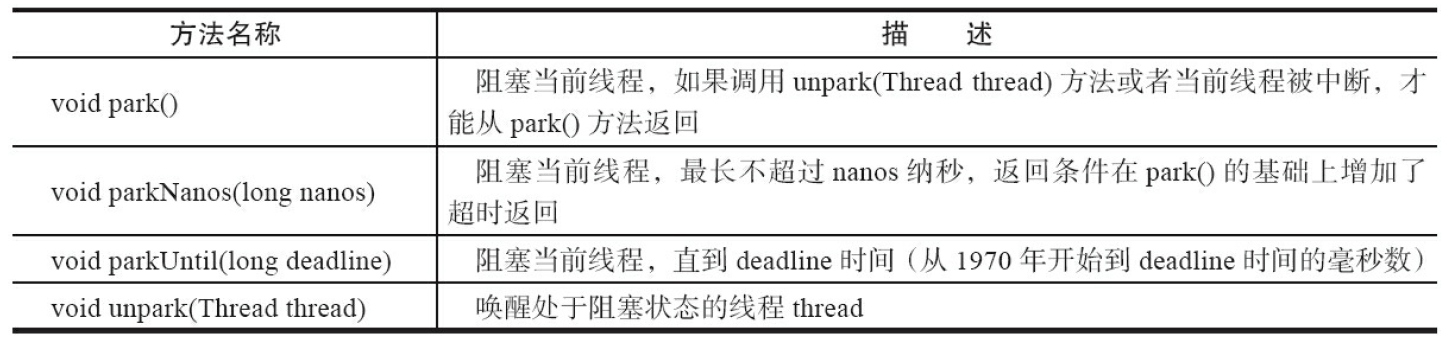 方法名称 描 述
void park() 阻塞当前线程，如果调用 unpark(Thread thread) 方法或者当前线程被中断，才
能从 park() 方法返回
void parkNanos(long nanos) 阻塞当前线程，最长不超过 nanos 纳秒，返回条件在 park() 的基础上增加了
超时返回
void parkUntil(long deadline) 阻塞当前线程，直到 deadline 时间（从 1970 年开始到 deadline 时间的毫秒数）
void unpark(Thread thread) 唤醒处于阻塞状态的线程 thread